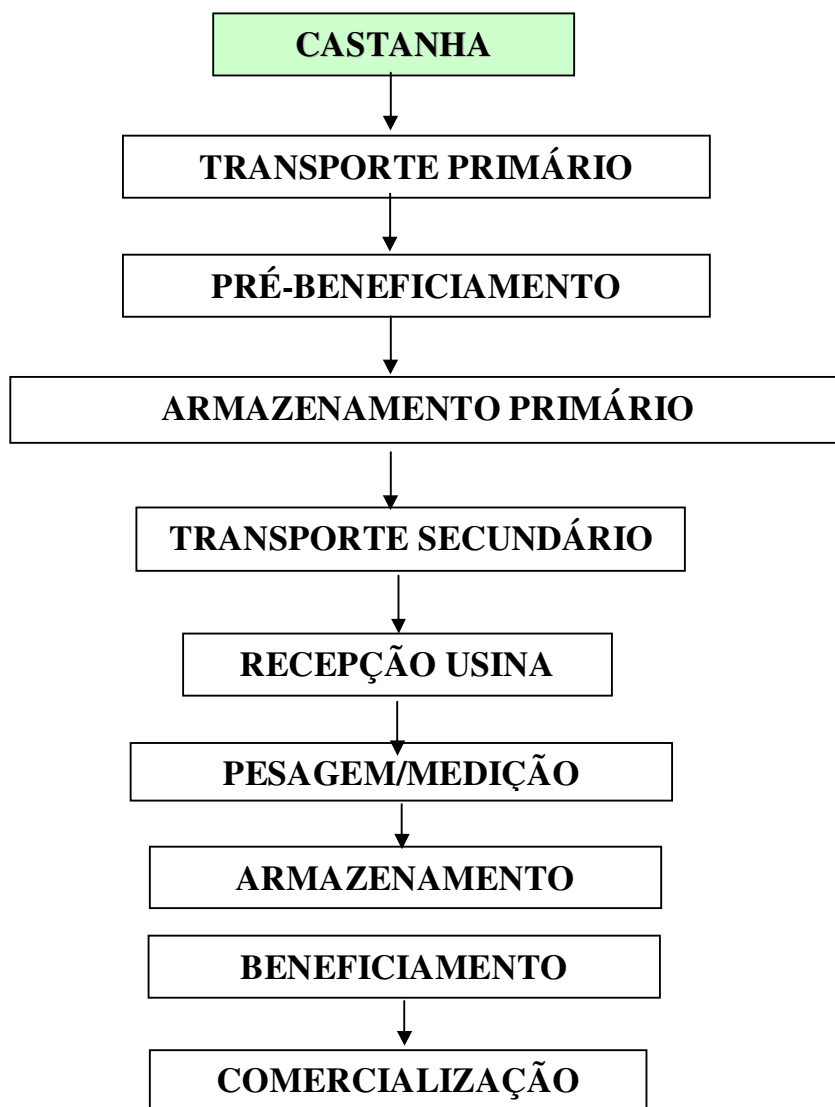 CASTANHA
TRANSPORTE PRIMÁRIO
PRÉ-BENEFICIAMENTO
ARMAZENAMENTO PRIMÁRIO
TRANSPORTE SECUNDÁRIO
RECEPÇÃO USINA
PESAGEM/MEDIÇÃO
ARMAZENAMENTO
BENEFICIAMENTO
COMERCIALIZAÇÃO